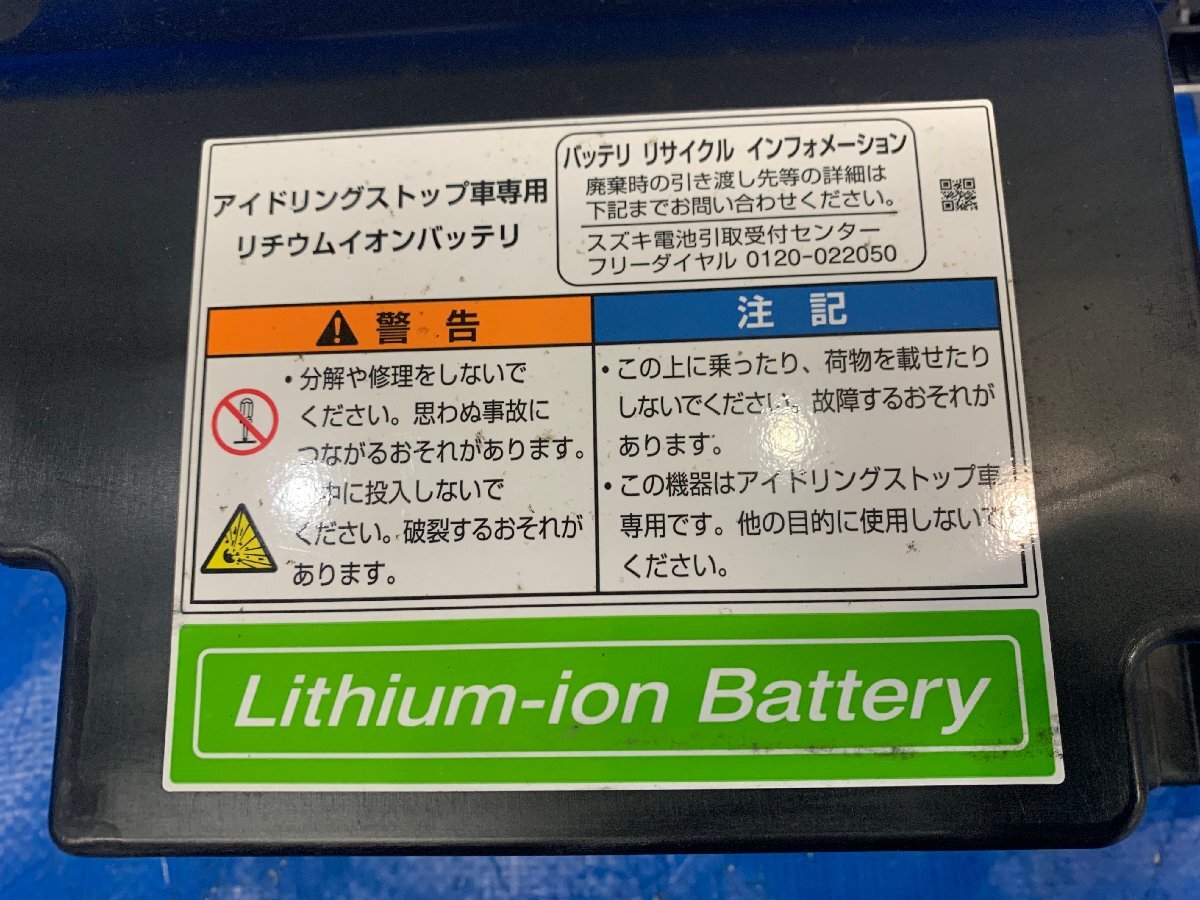 アイドリングストップ車専用
リチウムイオンバッテリ
バッテリ リサイクル インフォメーション
廃棄時の引き渡し先等の詳細は
下記までお問い合わせください。
スズキ電池引取受付センター
フリーダイヤル 0120-022050
警 告
・分解や修理をしないで
ください。思わぬ事故に
つながるおそれがあります。
中に投入しないで
ください。破裂するおそれが
あります。
注 記
・この上に乗ったり、荷物を載せたり
しないでください。故障するおそれが
あります。
・この機器はアイドリングストップ車
専用です。他の目的に使用しないで
ください。
Lithium-ion Battery